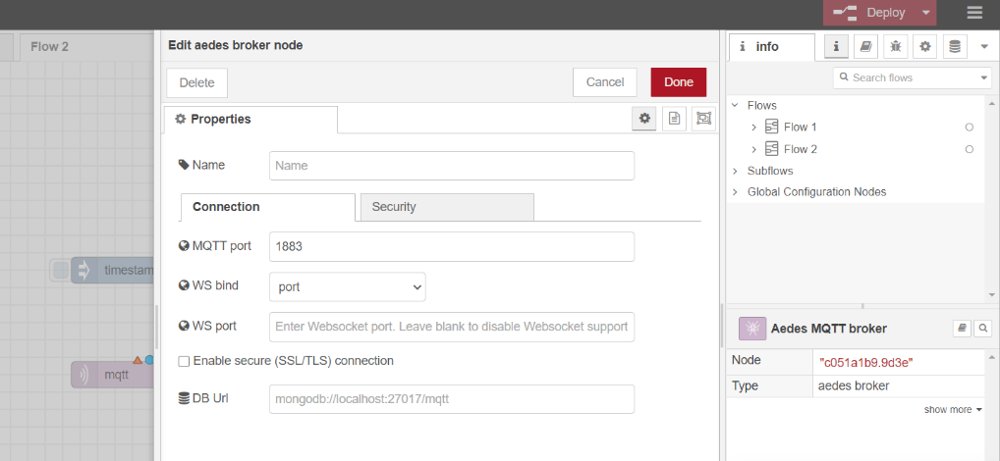 Deploy
Flow 2
Edit aedes broker node
info
Delete
Cancel
Done
Search flows
Properties
Flows
Flow 1
Flow 2
Subflows
Global Configuration Nodes
Name
Name
Connection
Security
MQTT port
1883
timestam
WS bind
port
WS port
Enter Websocket port. Leave blank to disable Websocket support
Enable secure (SSL/TLS) connection
mqtt
DB Url
mongodb://localhost:27017/mqtt
Aedes MQTT broker
Node
"c051a1b9.9d3e"
Type
aedes broker
show more